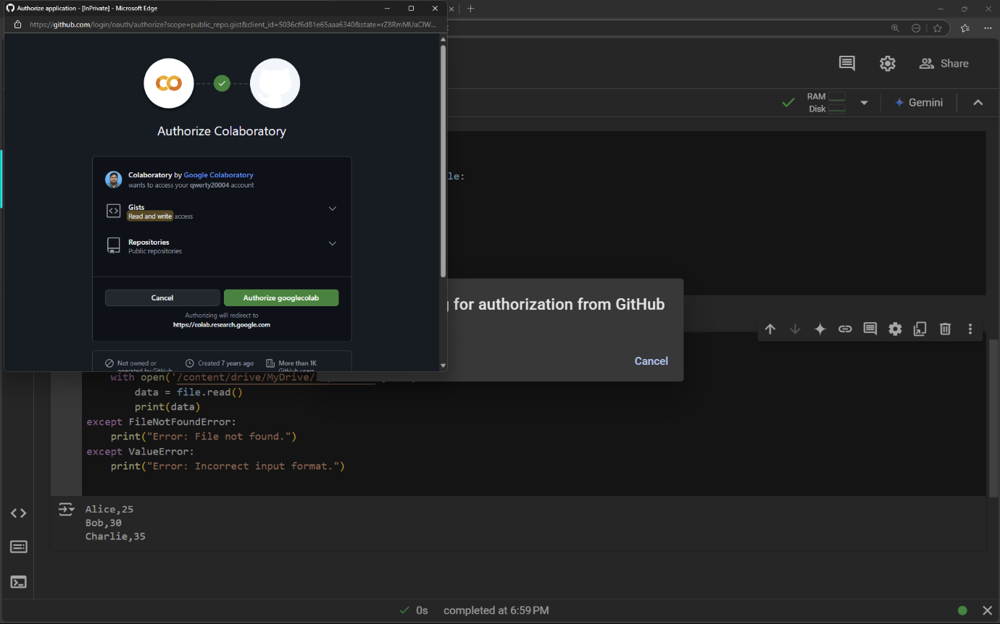 Authorize application - [InPrivate] - Microsoft Edge
https://github.com/login/oauth/authorize?scope=public_repo,gist&client_id=5036cf6d81e65aaa6340&state=rZ8RmMUaClW...
Share
RAM
Disk
Gemini
Authorize Colaboratory
Colaboratory by Google Colaboratory
wants to access your qwerty20004 account
Gists
Read and write access
Repositories
Public repositories
Cancel
Authorize googlecolab
Authorizing will redirect to
https://colab.research.google.com
Not owned or
operated by GitHub
Created 7 years ago
More than 1K
GitHub users
le:
for authorization from GitHub
Cancel
with open('/content/drive/MyDrive/
data = file.read()
print(data)
except FileNotFoundError:
print("Error: File not found.")
except ValueError:
print("Error: Incorrect input format.")
Alice,25
Bob,30
Charlie,35
0s completed at 6:59 PM